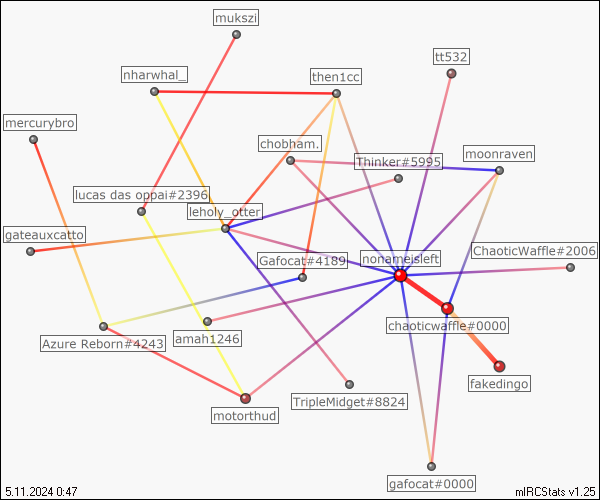 mukszi
tt532
nharwhal_
then1cc
mercurybro
chobham.
moonraven
Thinker#5995
lucas das oppai#2396
leholy_otter
gateauxcatto
ChaoticWaffle#2006
Gafocat#4189
nonameisleft
chaoticwaffle#0000
amah1246
Azure Reborn#4243
fakedingo
TripleMidget#8824
motorthud
gafocat#0000
5.11.2024 0:47
mIRCStats v1.25